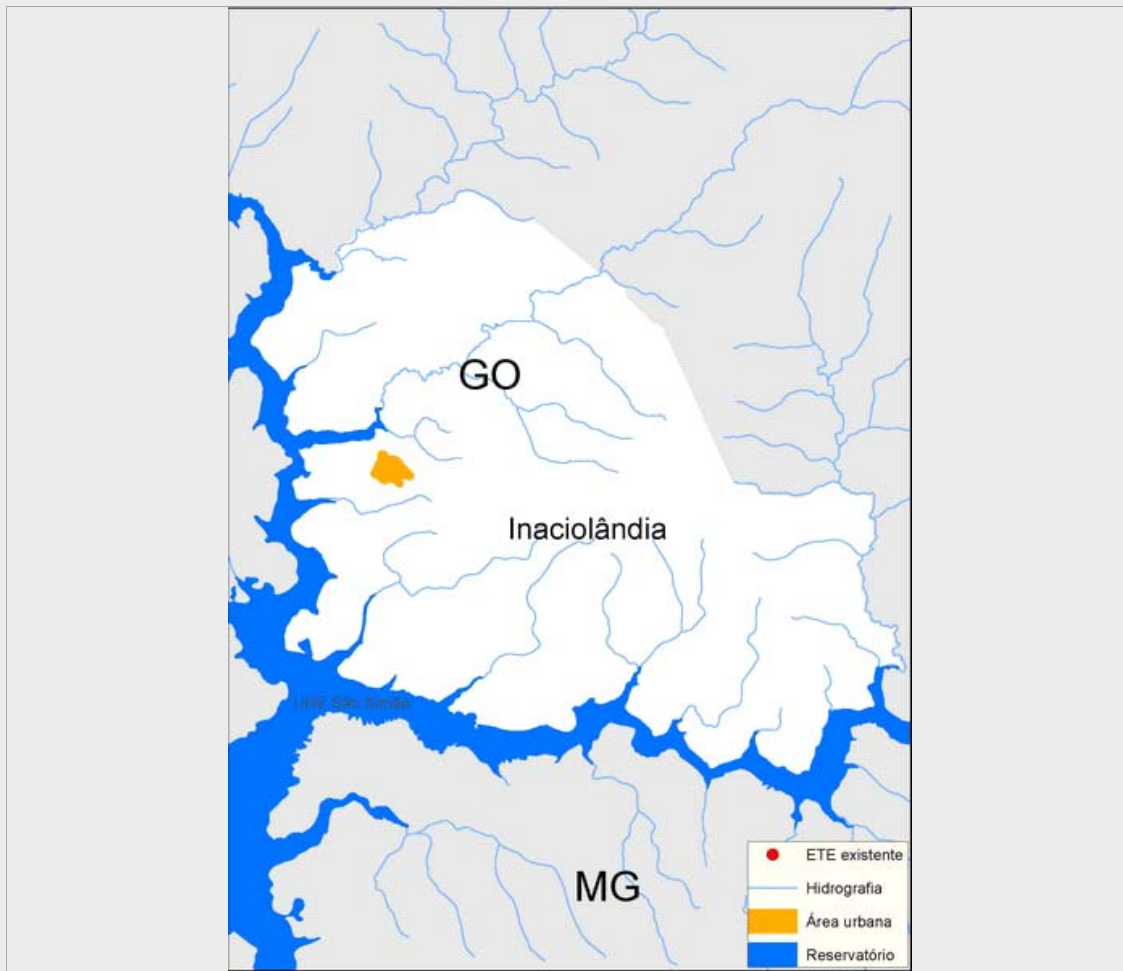 GO
Inaciolândia
UHE São Simão
MG
ETE existente
Hidrografia
Área urbana
Reservatório